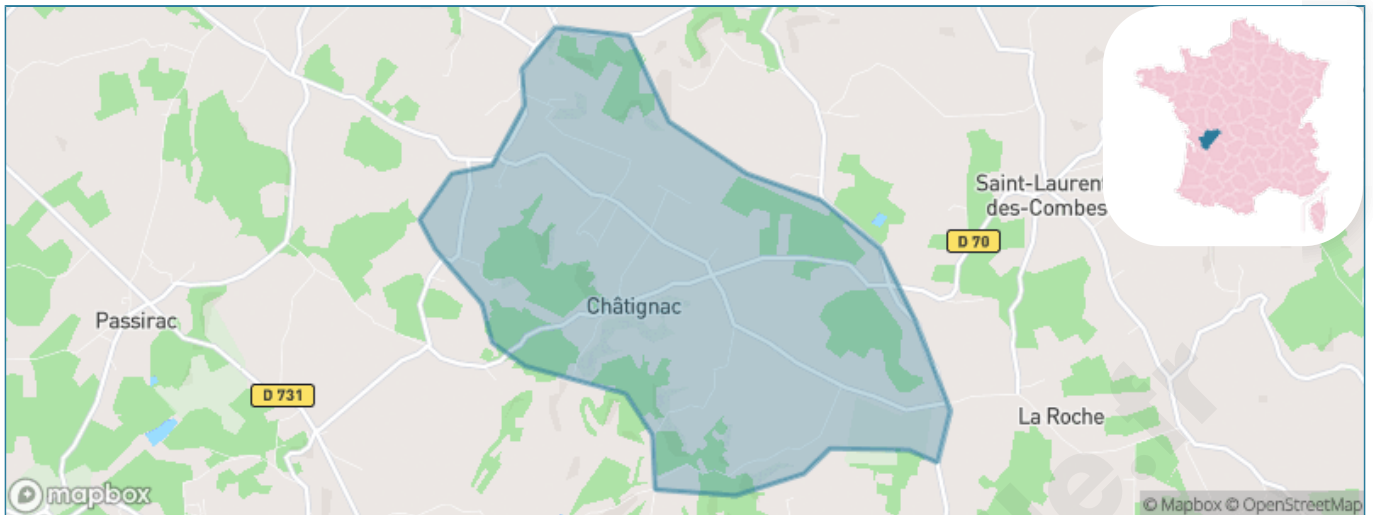 Saint-Laurent
des-Combes
D 70
Châtignac
Passirac
D 731
La Roche
mapbox
© Mapbox © OpenStreetMap